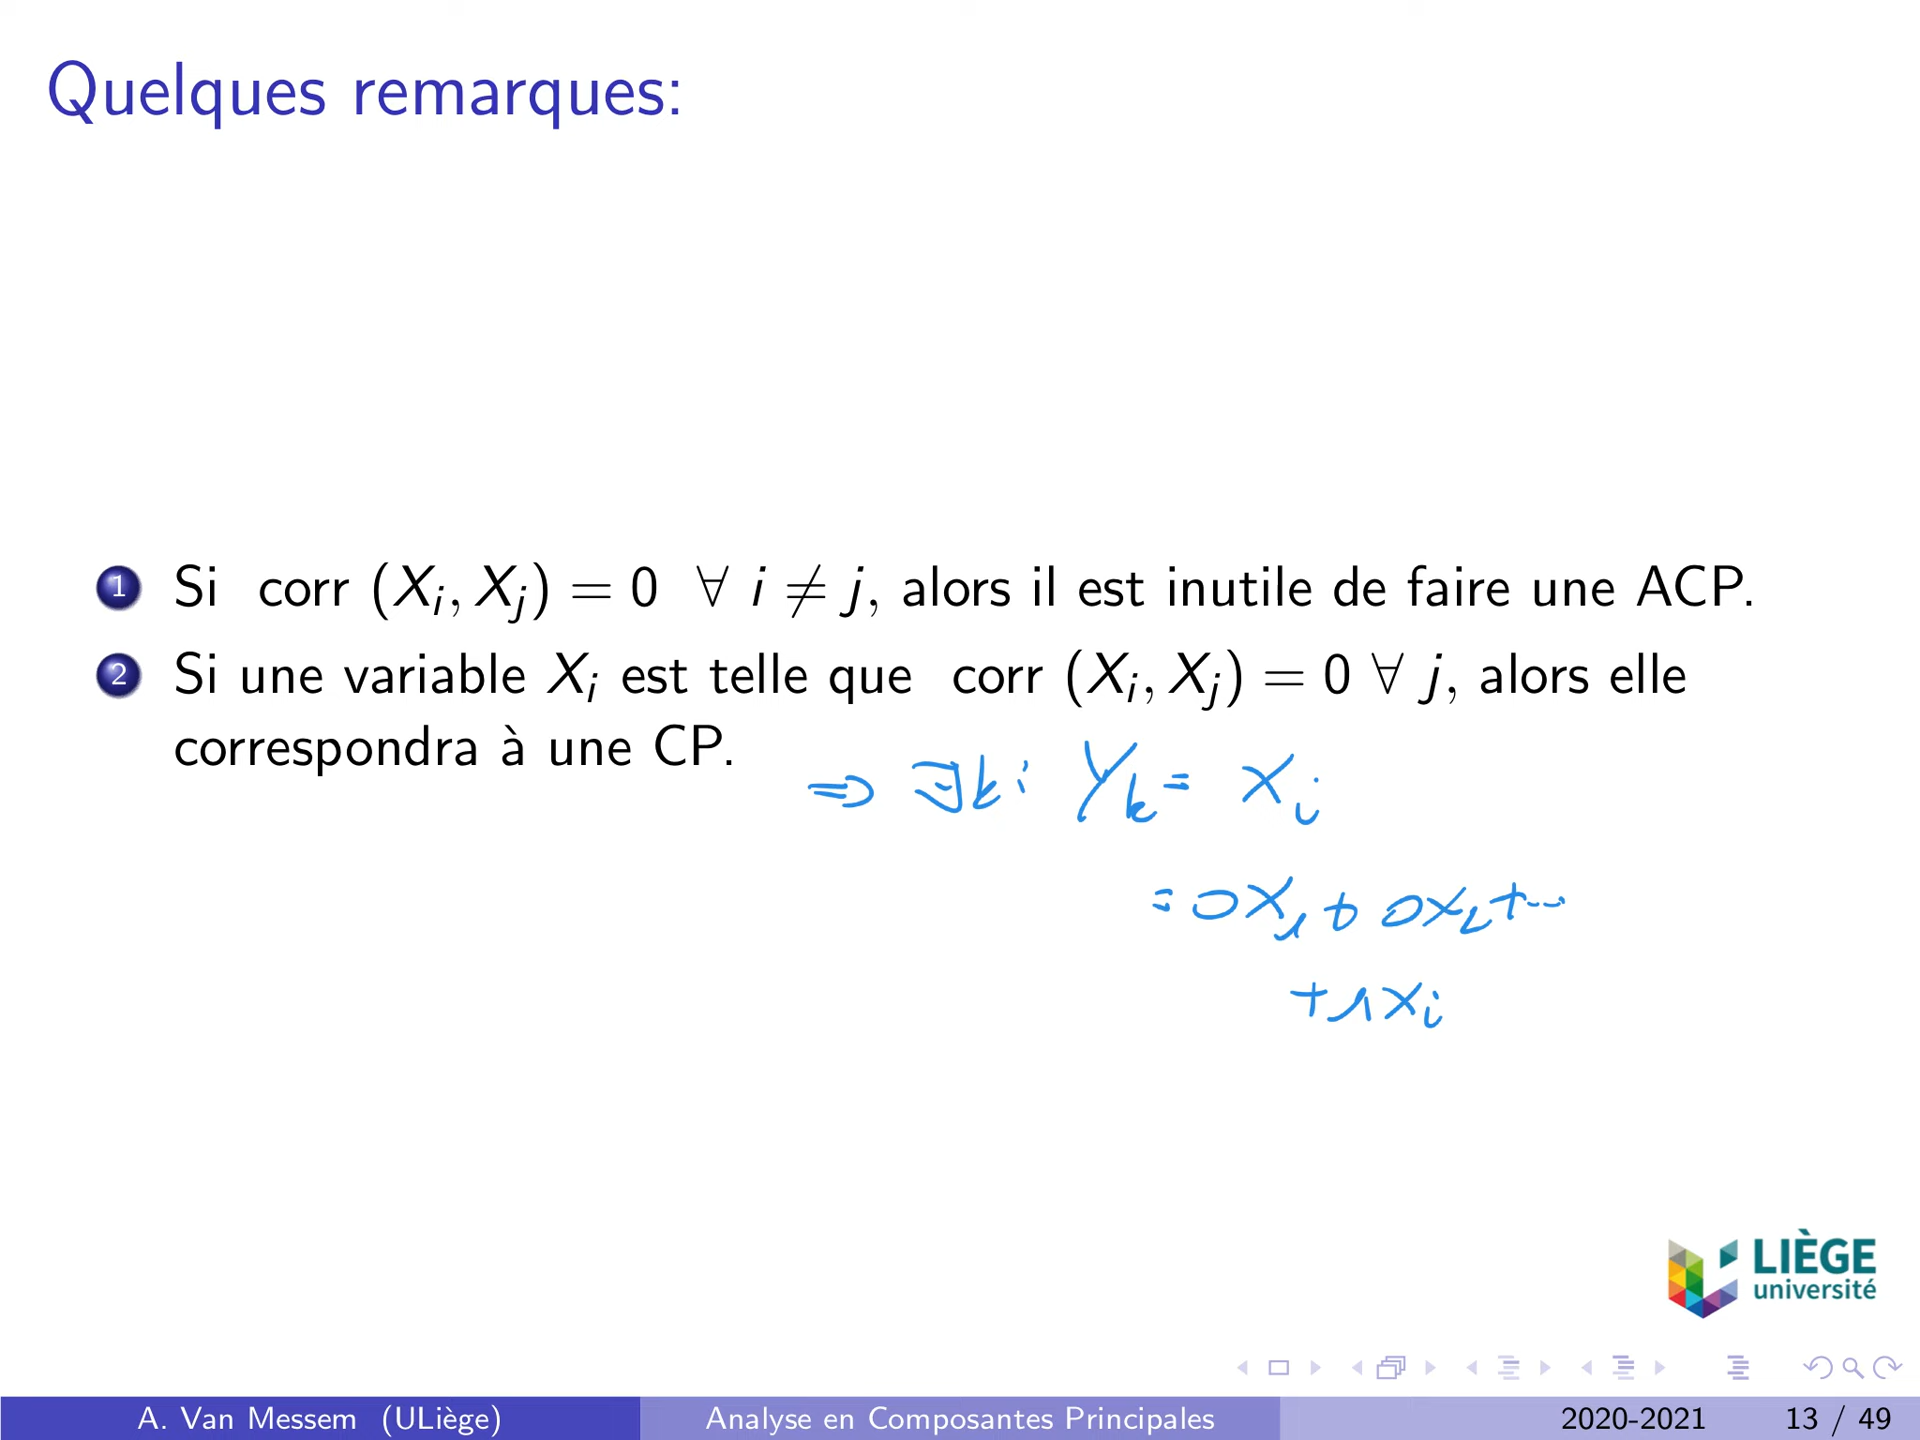 Quelques remarques:
1 Si corr (Xi, Xj) = 0 ∀ i ≠ j, alors il est inutile de faire une ACP.
2 Si une variable Xi est telle que corr (Xi, Xj) = 0 ∀ j, alors elle
correspondra à une CP.
⇒ ∃k : Yk = Xi
= 0X1 + 0X2 + ...
+ 1Xi
LIÈGE
université
A. Van Messem (ULiège) Analyse en Composantes Principales 2020-2021 13 / 49